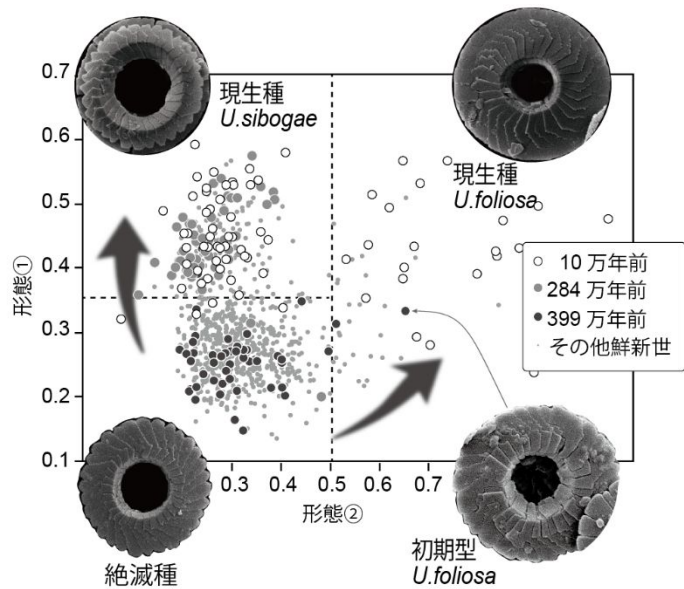 現生種
U.sibogae
現生種
U.foliosa
0.7
0.6
0.5
0.4
0.3
0.2
0.1
形態①
10 万年前
284 万年前
399 万年前
その他鮮新世
0.3
0.4
0.5
0.6
0.7
形態②
絶滅種
初期型
U.foliosa